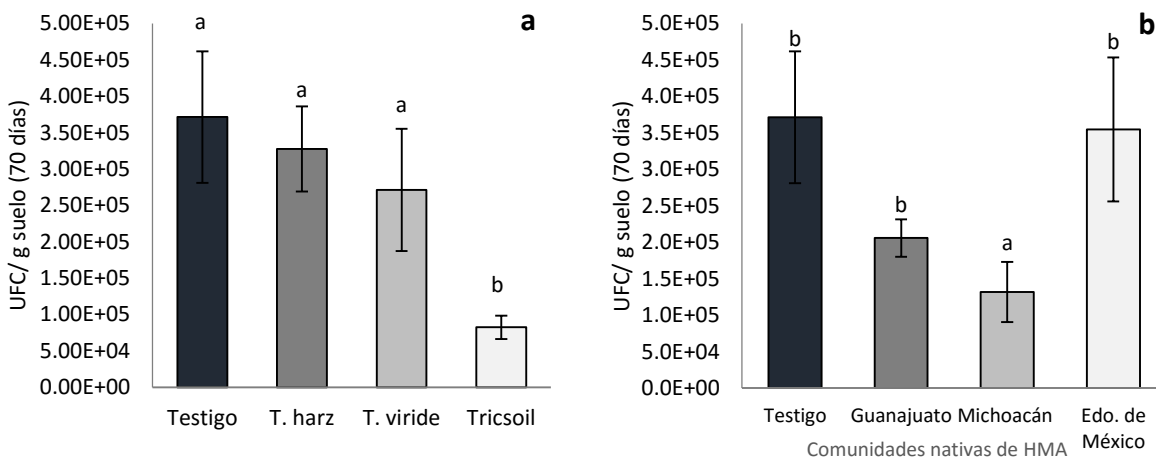 a
UFC/ g suelo (70 días)
5.00E+05
4.50E+05
4.00E+05
3.50E+05
3.00E+05
2.50E+05
2.00E+05
1.50E+05
1.00E+05
5.00E+04
0.00E+00
a
a
a
b
Testigo T. harz T. viride Tricsoil
b
UFC/ g suelo (70 días)
5.0E+05
4.5E+05
4.0E+05
3.5E+05
3.0E+05
2.5E+05
2.0E+05
1.5E+05
1.0E+05
5.0E+04
0.0E+00
b
b
a
b
Testigo Guanajuato Michoacán Edo. de
México
Comunidades nativas de HMA